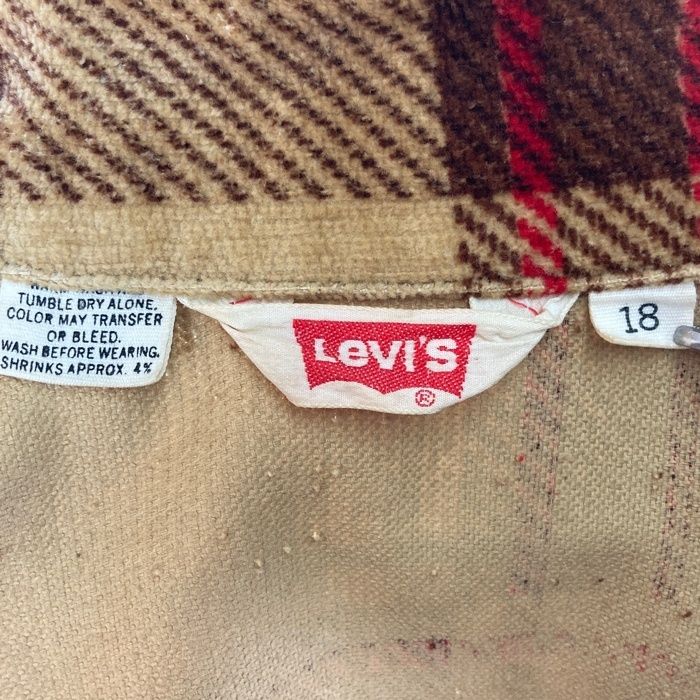 TUMBLE DRY ALONE.
COLOR MAY TRANSFER
OR BLEED.
WASH BEFORE WEARING.
SHRINKS APPROX. 4%
LEVI'S
®
18